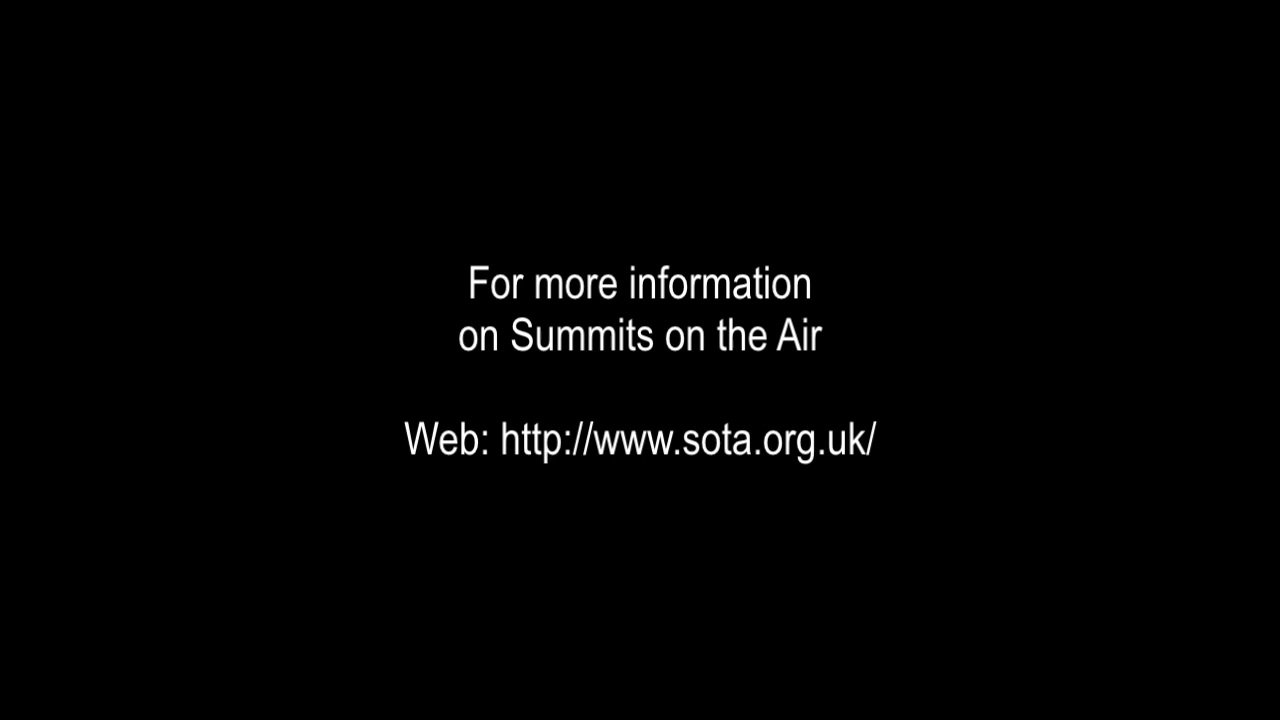 For more information
on Summits on the Air
Web: http://www.sota.org.uk/